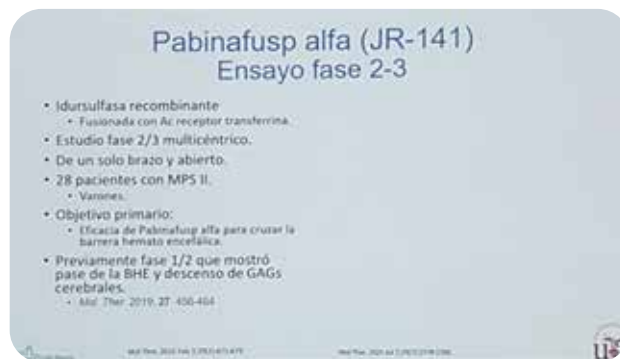 Pabinafusp alfa (JR-141)
Ensayo fase 2-3
• Idursulfasa recombinante
• Fusionada con Ac receptor transferrina.
• Estudio fase 2/3 multicéntrico.
• De un solo brazo y abierto.
• 28 pacientes con MPS II.
• Varones.
• Objetivo primario:
• Eficacia de Pabinafusp alfa para cruzar la
barrera hemato encefálica.
• Previamente fase 1/2 que mostró
pase de la BHE y descenso de GAGs
cerebrales.
• Mol Ther 2019; 27: 456-464